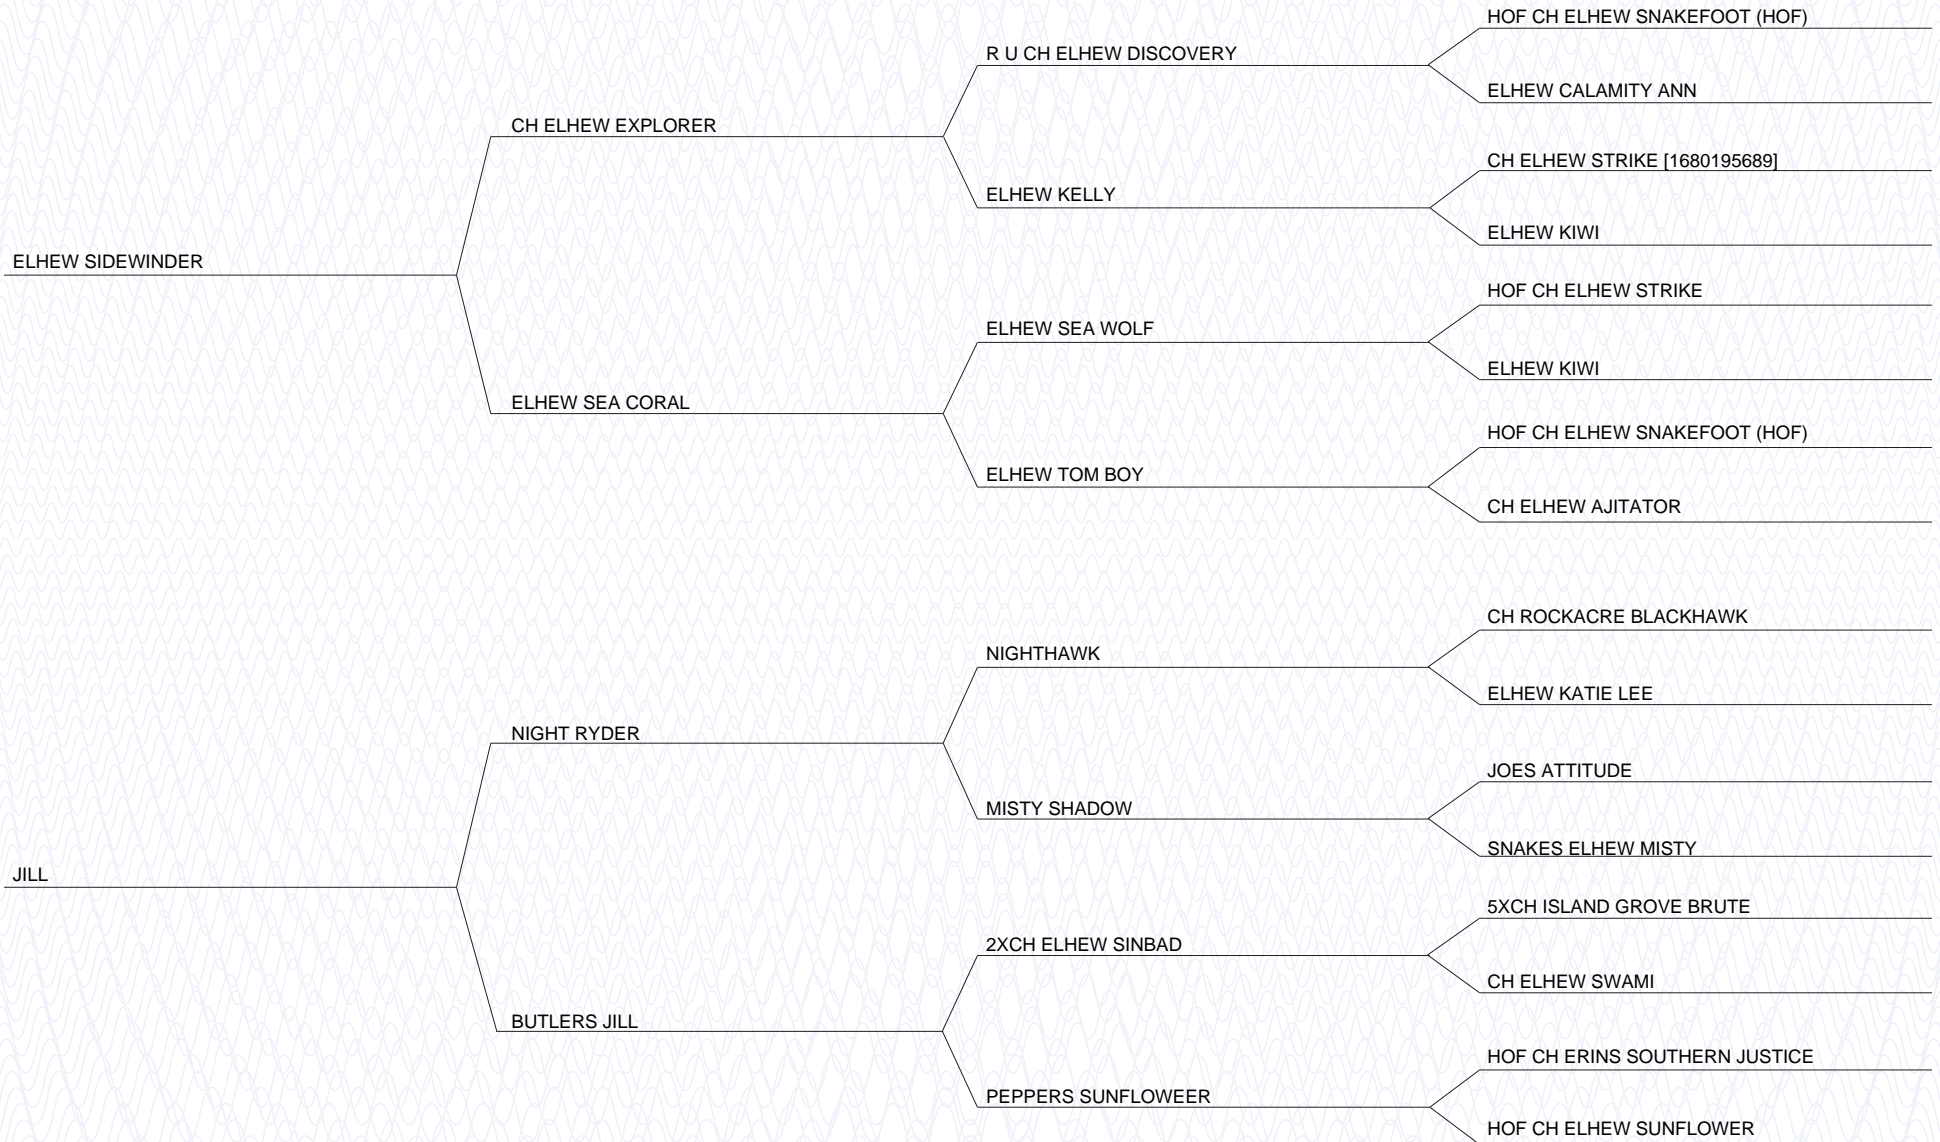 HOF CH ELHEW SNAKEFOOT (HOF)
R U CH ELHEW DISCOVERY
ELHEW CALAMITY ANN
CH ELHEW EXPLORER
CH ELHEW STRIKE [1680195689]
ELHEW KELLY
ELHEW KIWI
ELHEW SIDEWINDER
HOF CH ELHEW STRIKE
ELHEW SEA WOLF
ELHEW KIWI
ELHEW SEA CORAL
HOF CH ELHEW SNAKEFOOT (HOF)
ELHEW TOM BOY
CH ELHEW AJITATOR
CH ROCKACRE BLACKHAWK
NIGHTHAWK
ELHEW KATIE LEE
NIGHT RYDER
JOES ATTITUDE
MISTY SHADOW
SNAKES ELHEW MISTY
JILL
5XCH ISLAND GROVE BRUTE
2XCH ELHEW SINBAD
CH ELHEW SWAMI
BUTLERS JILL
HOF CH ERINS SOUTHERN JUSTICE
PEPPERS SUNFLOWEER
HOF CH ELHEW SUNFLOWER